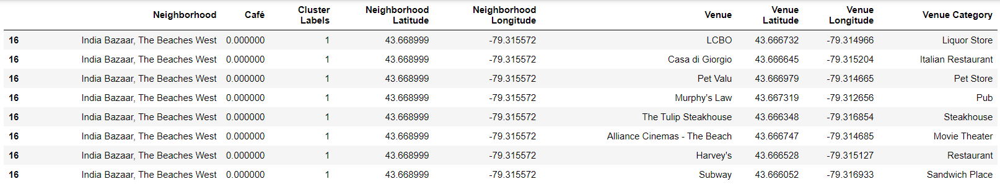 Neighborhood Café Cluster Labels Neighborhood Latitude Neighborhood Longitude Venue Venue Latitude Venue Longitude Venue Category
16 India Bazaar, The Beaches West 0.000000 1 43.668999 -79.315572 LCBO 43.666732 -79.314966 Liquor Store
16 India Bazaar, The Beaches West 0.000000 1 43.668999 -79.315572 Casa di Giorgio 43.666645 -79.315204 Italian Restaurant
16 India Bazaar, The Beaches West 0.000000 1 43.668999 -79.315572 Pet Valu 43.666979 -79.314665 Pet Store
16 India Bazaar, The Beaches West 0.000000 1 43.668999 -79.315572 Murphy's Law 43.667319 -79.312656 Pub
16 India Bazaar, The Beaches West 0.000000 1 43.668999 -79.315572 The Tulip Steakhouse 43.666348 -79.316854 Steakhouse
16 India Bazaar, The Beaches West 0.000000 1 43.668999 -79.315572 Alliance Cinemas - The Beach 43.666747 -79.314685 Movie Theater
16 India Bazaar, The Beaches West 0.000000 1 43.668999 -79.315572 Harvey's 43.666528 -79.315127 Restaurant
16 India Bazaar, The Beaches West 0.000000 1 43.668999 -79.315572 Subway 43.666052 -79.316933 Sandwich Place